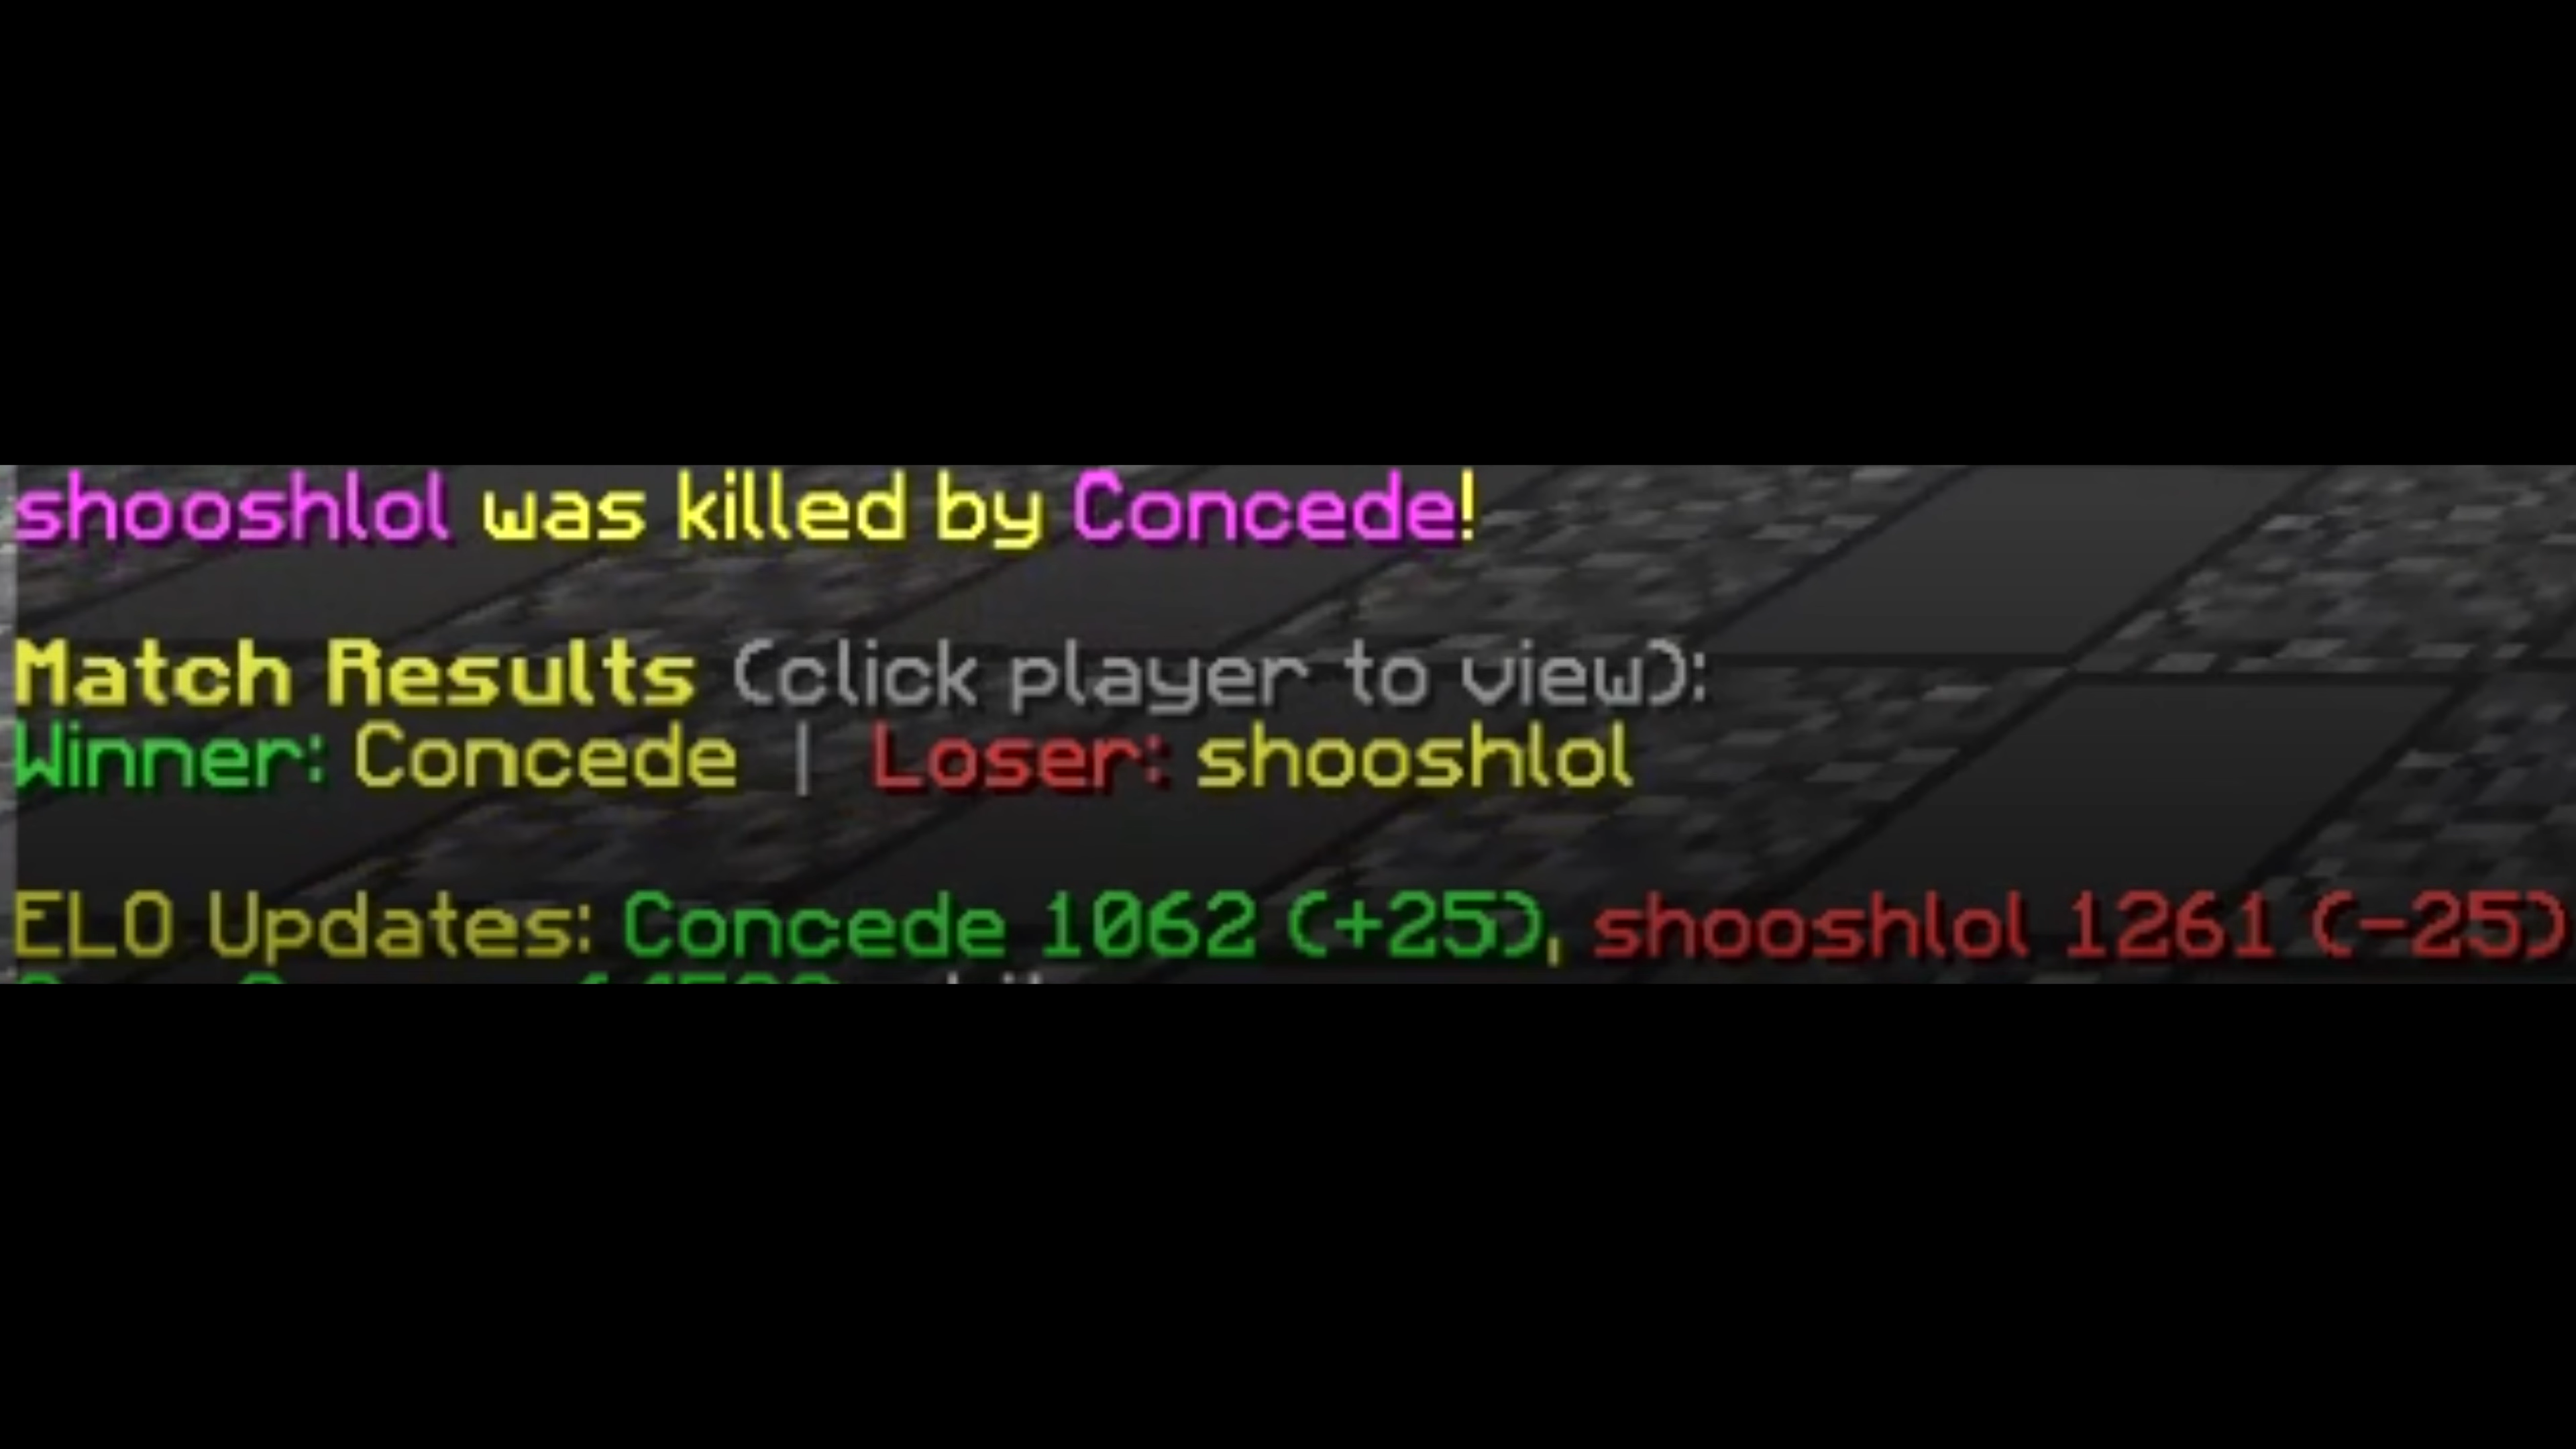 shooshlol was killed by Concede!
Match Results (click player to view):
Winner: Concede | Loser: shooshlol
ELO Updates: Concede 1062 (+25), shooshlol 1261 (-25)